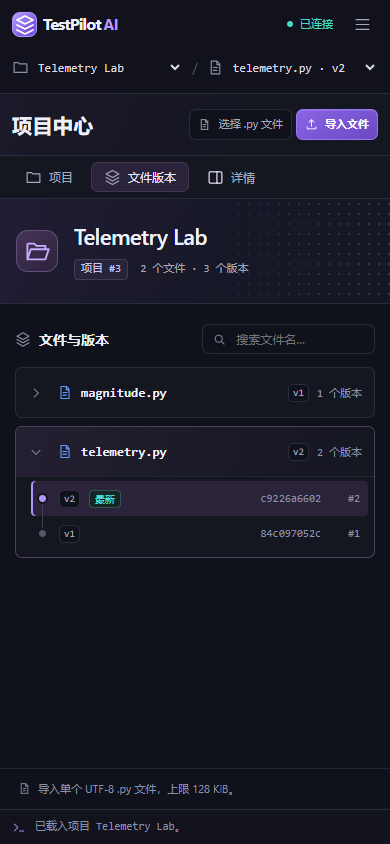 TestPilot AI 已连接
Telemetry Lab / telemetry.py · v2
项目中心 选择 .py 文件 导入文件
项目 文件版本 详情
Telemetry Lab
项目 #3 2 个文件 · 3 个版本
文件与版本 搜索文件名...
magnitude.py v1 1 个版本
telemetry.py v2 2 个版本
v2 最新 c9226a6602 #2
v1 84c097052c #1
导入单个 UTF-8 .py 文件，上限 128 KiB。
已载入项目 Telemetry Lab。